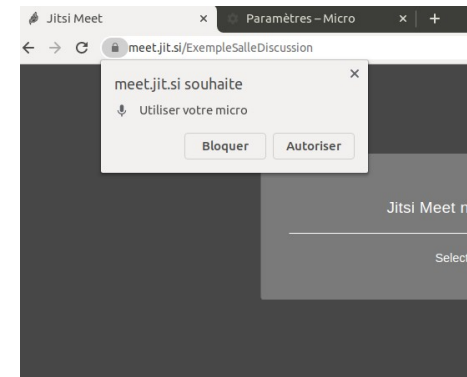 Jitsi Meet
Paramètres – Micro
meet.jit.si/ExempleSalleDiscussion
meet.jit.si souhaite
Utiliser votre micro
Bloquer
Autoriser
Jitsi Meet
Select